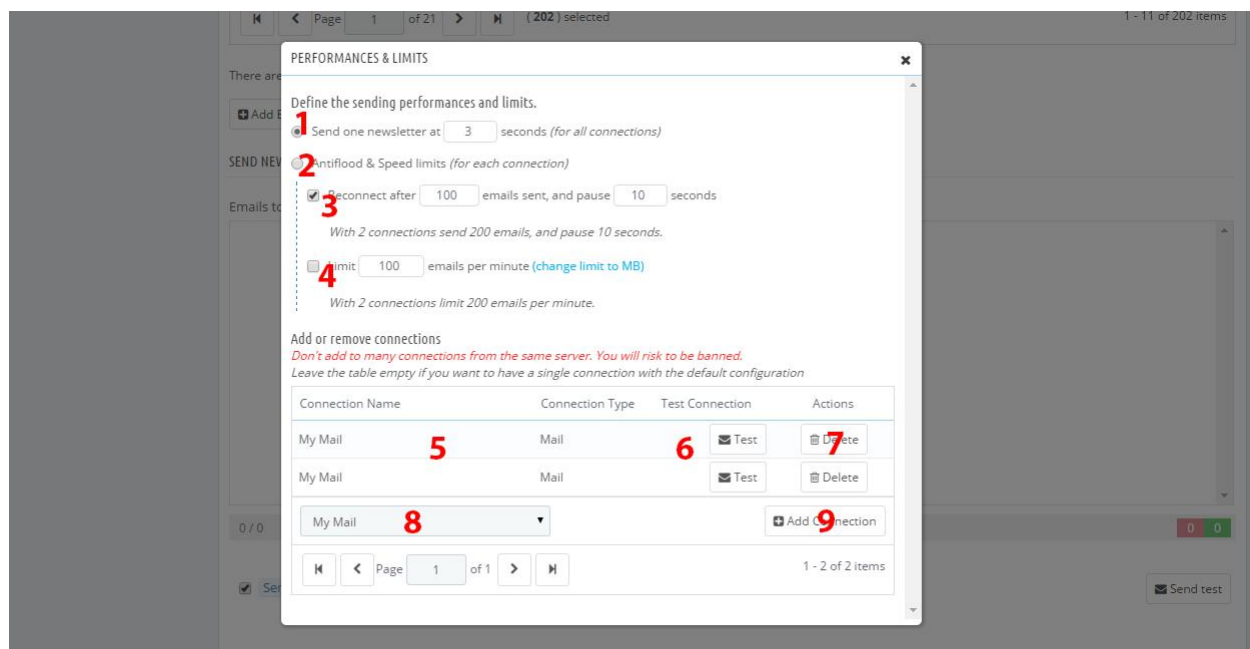 Page 1 of 21 ( 202 ) selected 1 - 11 of 202 items
PERFORMANCES & LIMITS
There are
Define the sending performances and limits.
Add E
1
Send one newsletter at 3 seconds (for all connections)
SEND NEV
2
Antiflood & Speed limits (for each connection)
3
Reconnect after 100 emails sent, and pause 10 seconds
Emails to
With 2 connections send 200 emails, and pause 10 seconds.
4
Limit 100 emails per minute (change limit to MB)
With 2 connections limit 200 emails per minute.
Add or remove connections
Don't add to many connections from the same server. You will risk to be banned.
Leave the table empty if you want to have a single connection with the default configuration
Connection Name Connection Type Test Connection Actions
My Mail 5 Mail 6 Test 7 Delete
My Mail Mail Test Delete
0 / 0 My Mail 8 9 Add Connection 0 0
Page 1 of 1 1 - 2 of 2 items
Ser Send test